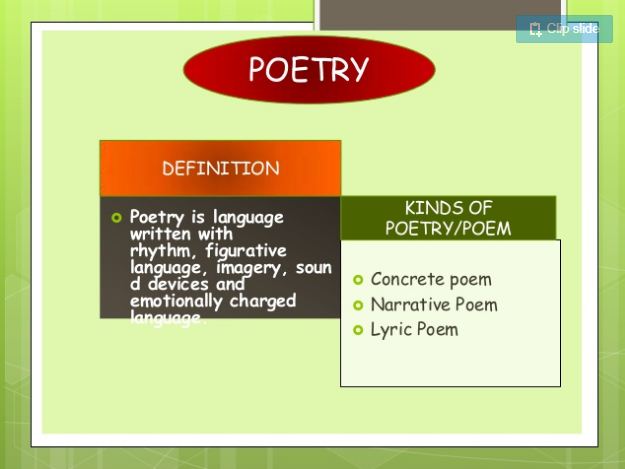 Clip slide
POETRY
DEFINITION
Poetry is language
written with
rhythm, figurative
language, imagery, soun
d devices and
emotionally charged
language.
KINDS OF
POETRY/POEM
Concrete poem
Narrative Poem
Lyric Poem